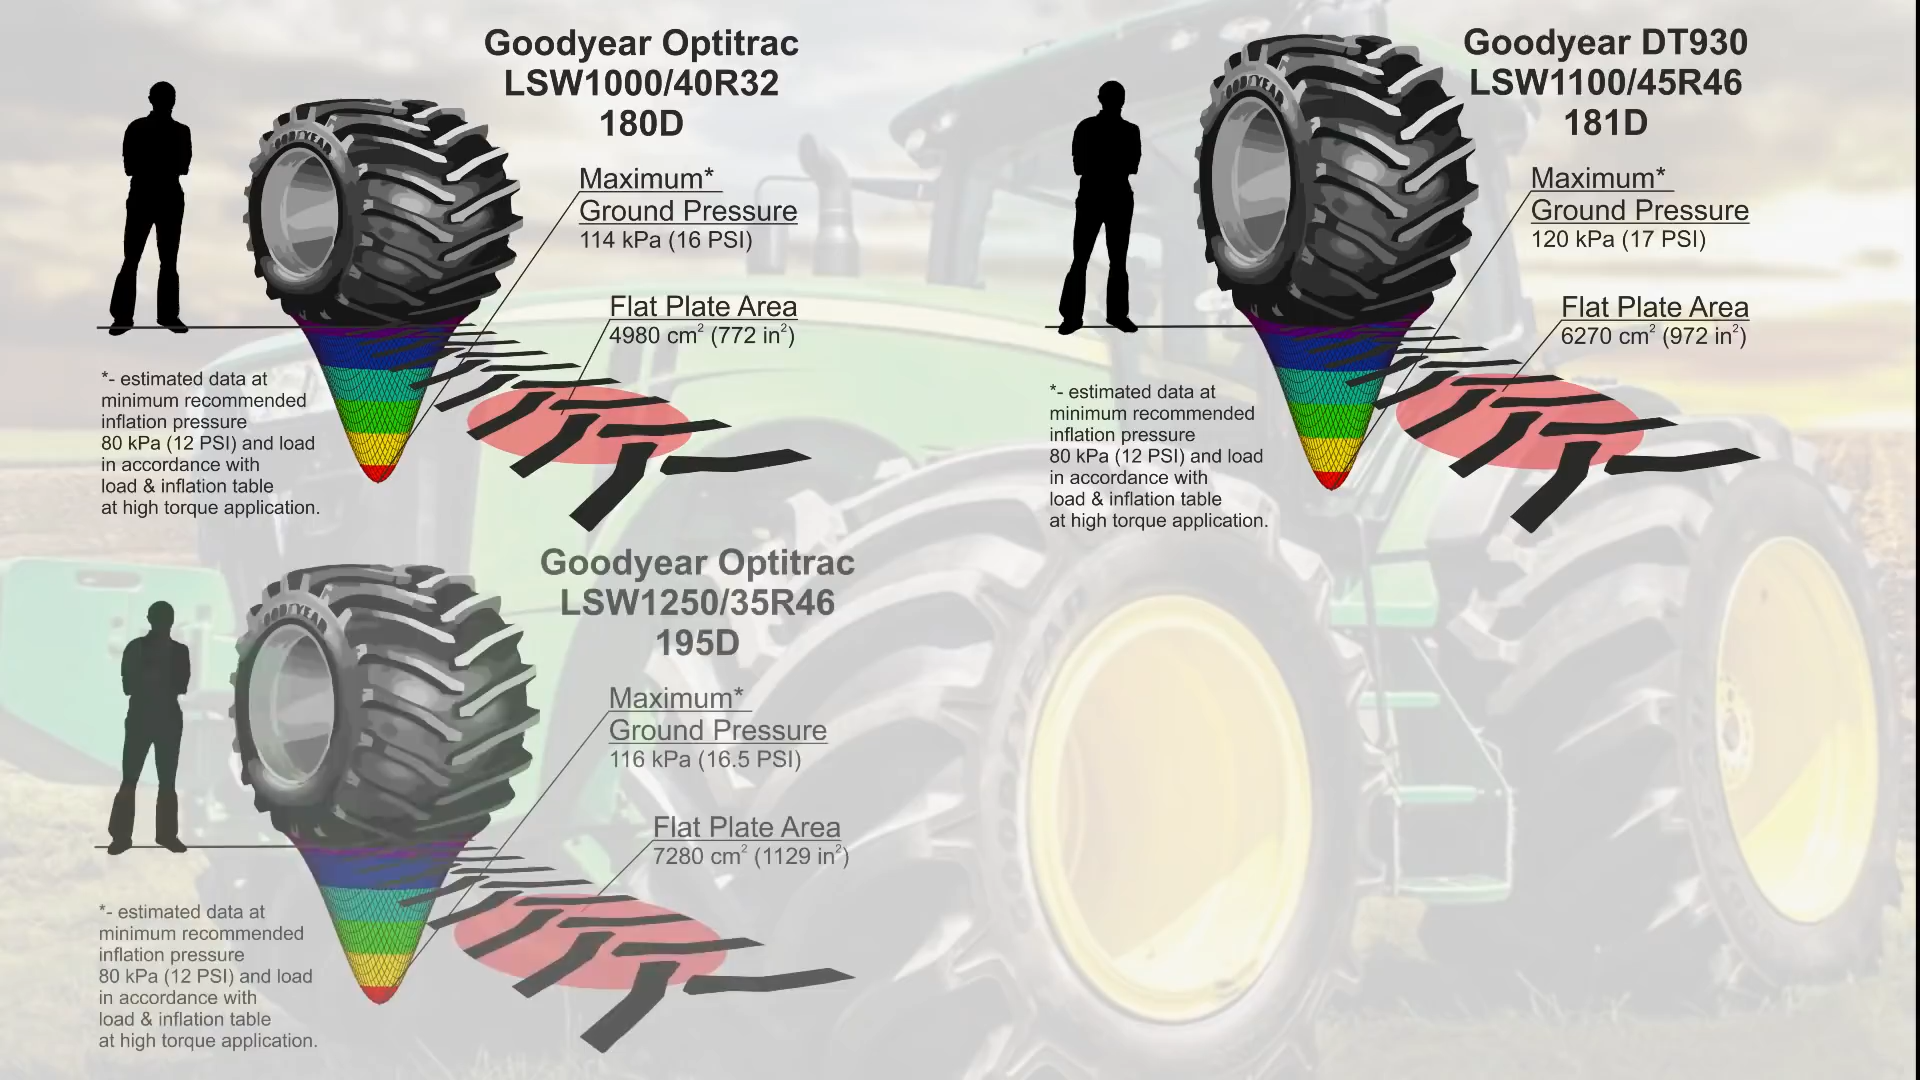 Goodyear Optitrac
LSW1000/40R32
180D
GOODYEAR
Maximum*
Ground Pressure
114 kPa (16 PSI)
Flat Plate Area
4980 cm² (772 in²)
*- estimated data at
minimum recommended
inflation pressure
80 kPa (12 PSI) and load
in accordance with
load & inflation table
at high torque application.
Goodyear DT930
LSW1100/45R46
181D
GOODYEAR
Maximum*
Ground Pressure
120 kPa (17 PSI)
Flat Plate Area
6270 cm² (972 in²)
*- estimated data at
minimum recommended
inflation pressure
80 kPa (12 PSI) and load
in accordance with
load & inflation table
at high torque application.
Goodyear Optitrac
LSW1250/35R46
195D
GOODYEAR
Maximum*
Ground Pressure
116 kPa (16.5 PSI)
Flat Plate Area
7280 cm² (1129 in²)
*- estimated data at
minimum recommended
inflation pressure
80 kPa (12 PSI) and load
in accordance with
load & inflation table
at high torque application.